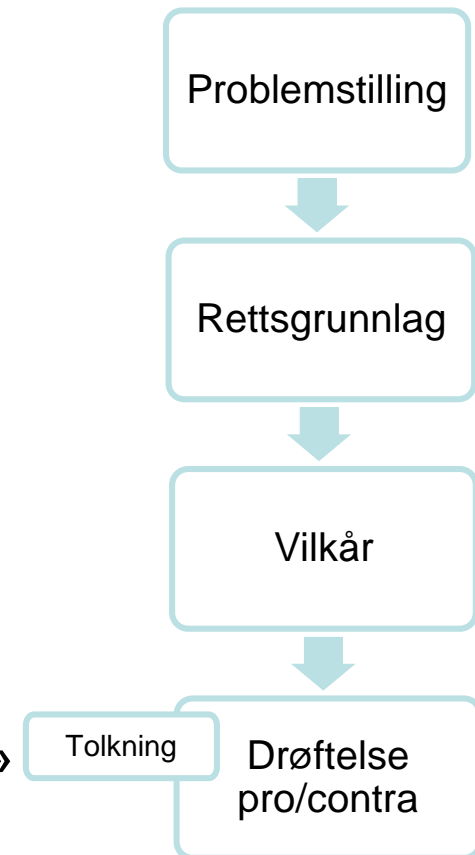 Problemstilling
Rettsgrunnlag
Vilkår
»
Tolkning
Drøftelse
pro/contra